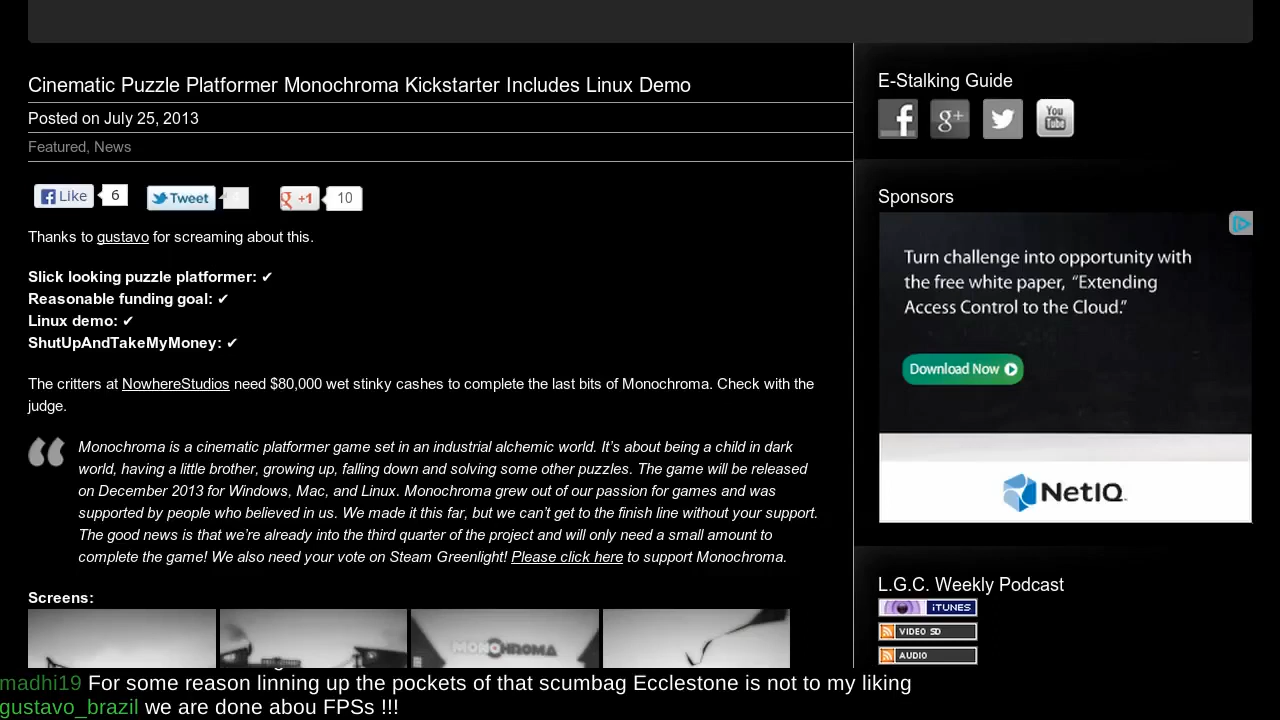 Cinematic Puzzle Platformer Monochroma Kickstarter Includes Linux Demo
Posted on July 25, 2013
Featured, News
Like 6 Tweet g +1 10
Thanks to gustavo for screaming about this.
Slick looking puzzle platformer: ✔
Reasonable funding goal: ✔
Linux demo: ✔
ShutUpAndTakeMyMoney: ✔
The critters at NowhereStudios need $80,000 wet stinky cashes to complete the last bits of Monochroma. Check with the
judge.
Monochroma is a cinematic platformer game set in an industrial alchemic world. It’s about being a child in dark
world, having a little brother, growing up, falling down and solving some other puzzles. The game will be released
on December 2013 for Windows, Mac, and Linux. Monochroma grew out of our passion for games and was
supported by people who believed in us. We made it this far, but we can’t get to the finish line without your support.
The good news is that we’re already into the third quarter of the project and will only need a small amount to
complete the game! We also need your vote on Steam Greenlight! Please click here to support Monochroma.
Screens:
MONOCHROMA
E-Stalking Guide
f g+ You Tube
Sponsors
Turn challenge into opportunity with
the free white paper, “Extending
Access Control to the Cloud.”
Download Now
NetIQ
L.G.C. Weekly Podcast
iTUNES
VIDEO SD
AUDIO
madhi19 For some reason linning up the pockets of that scumbag Ecclestone is not to my liking
gustavo_brazil we are done abou FPSs !!!